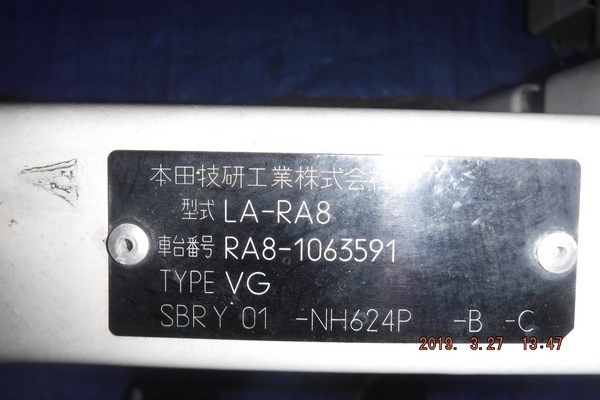 本田技研工業株式会社
型式 LA-RA8
車台番号 RA8-1063591
TYPE VG
SBRY 01 -NH624P -B -C
2019. 3.27 13:47